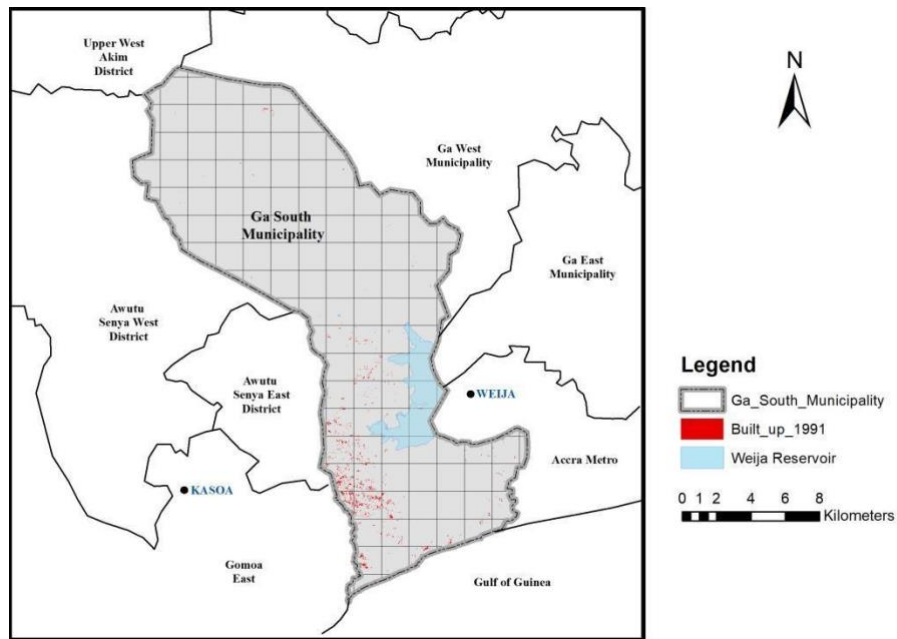 Upper West
Akim
District
N
Ga West
Municipality
Ga South
Municipality
Ga East
Municipality
Awutu
Senya West
District
Awutu
Senya East
District
WEIJA
KASOA
Accra Metro
Gomoa
East
Gulf of Guinea
Legend
Ga_South_Municipality
Built_up_1991
Weija Reservoir
0 1 2 4 6 8
Kilometers